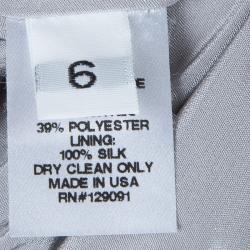 6
39% POLYESTER
LINING:
100% SILK
DRY CLEAN ONLY
MADE IN USA
RN#129091